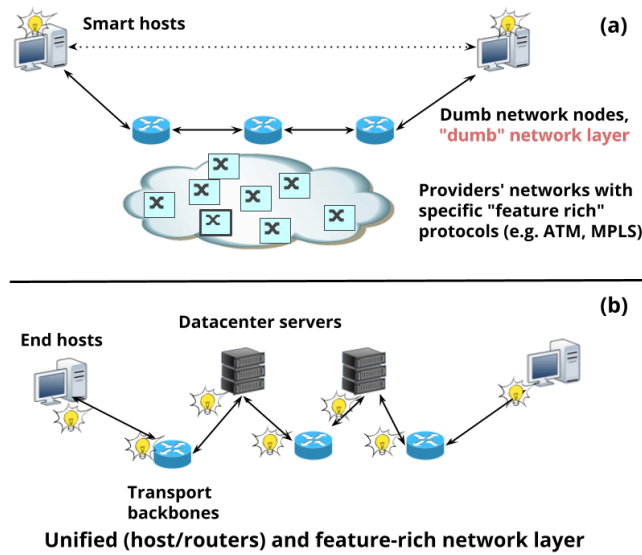 (a)
Smart hosts
Dumb network nodes,
"dumb" network layer
Providers' networks with
specific "feature rich"
protocols (e.g. ATM, MPLS)
(b)
Datacenter servers
End hosts
Transport
backbones
Unified (host/routers) and feature-rich network layer